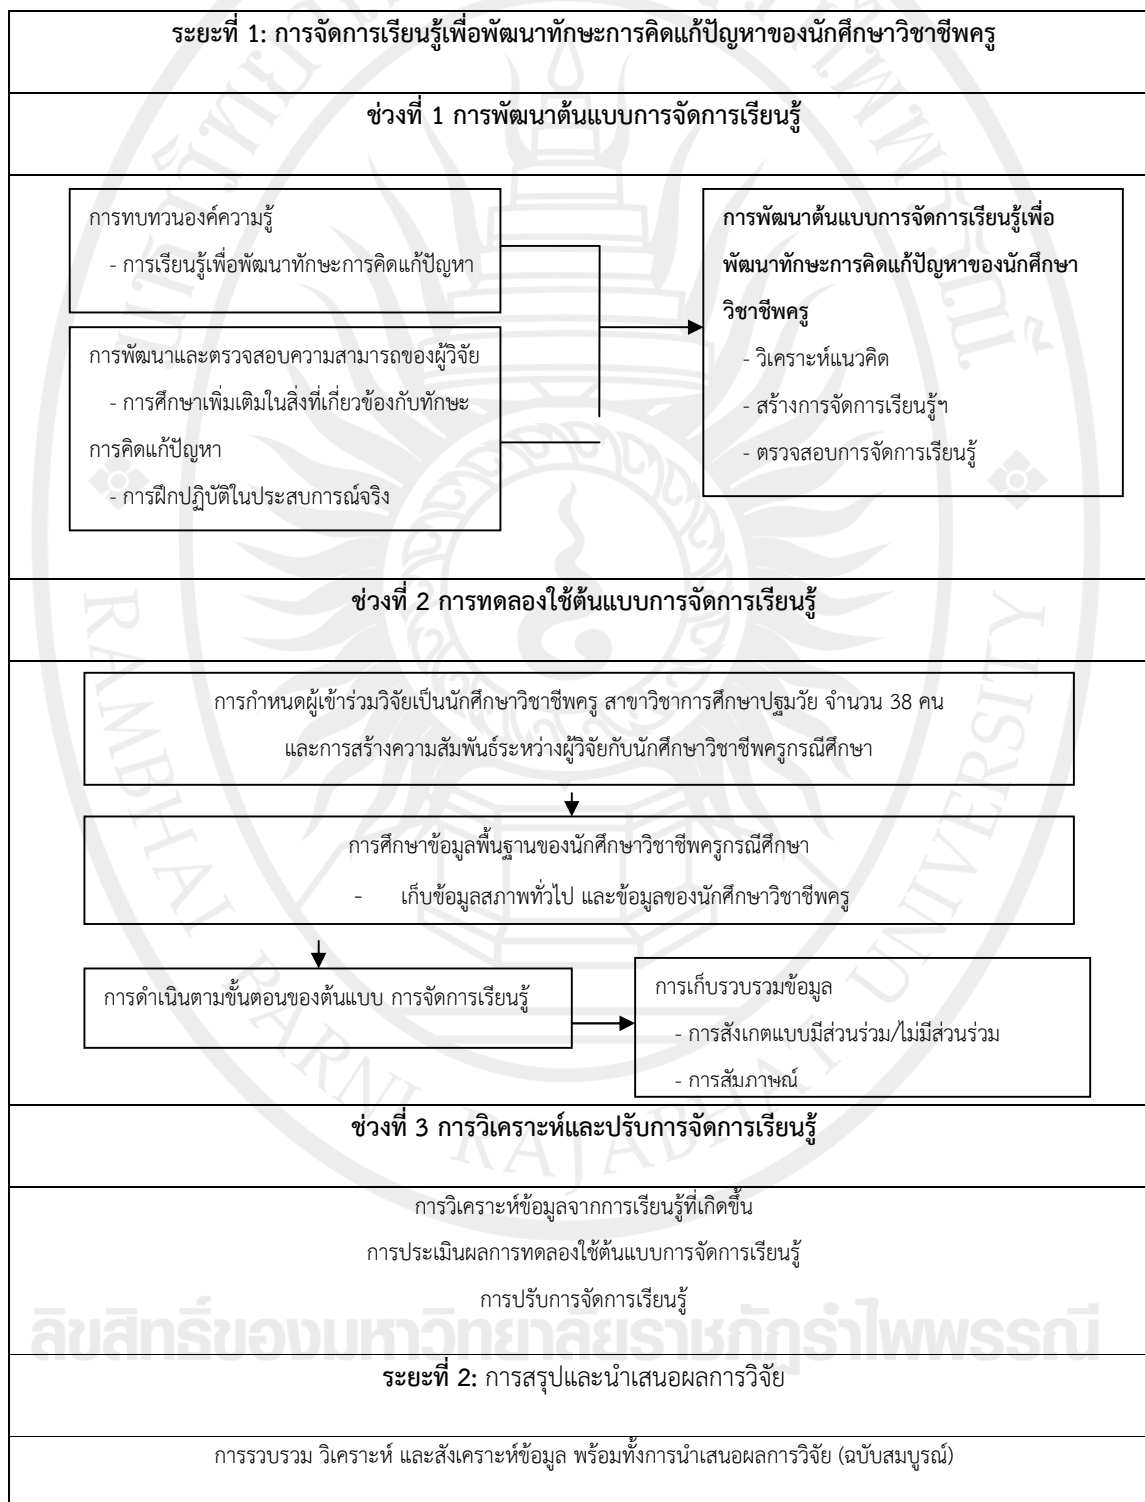 ระยะที่ 1: การจัดการเรียนรู้เพื่อพัฒนาทักษะการคิดแก้ปัญหาของนักศึกษาวิชาชีพครู
ช่วงที่ 1 การพัฒนาต้นแบบการจัดการเรียนรู้
การทบทวนองค์ความรู้
- การเรียนรู้เพื่อพัฒนาทักษะการคิดแก้ปัญหา
การพัฒนาและตรวจสอบความสามารถของผู้วิจัย
- การศึกษาเพิ่มเติมในสิ่งที่เกี่ยวข้องกับทักษะ
การคิดแก้ปัญหา
- การฝึกปฏิบัติในประสบการณ์จริง
การพัฒนาต้นแบบการจัดการเรียนรู้เพื่อ
พัฒนาทักษะการคิดแก้ปัญหาของนักศึกษา
วิชาชีพครู
- วิเคราะห์แนวคิด
- สร้างการจัดการเรียนรู้ฯ
- ตรวจสอบการจัดการเรียนรู้
ช่วงที่ 2 การทดลองใช้ต้นแบบการจัดการเรียนรู้
การกำหนดผู้เข้าร่วมวิจัยเป็นนักศึกษาวิชาชีพครู สาขาวิชาการศึกษาปฐมวัย จำนวน 38 คน
และการสร้างความสัมพันธ์ระหว่างผู้วิจัยกับนักศึกษาวิชาชีพครูกรณีศึกษา
การศึกษาข้อมูลพื้นฐานของนักศึกษาวิชาชีพครูกรณีศึกษา
- เก็บข้อมูลสภาพทั่วไป และข้อมูลของนักศึกษาวิชาชีพครู
การดำเนินตามขั้นตอนของต้นแบบ การจัดการเรียนรู้
การเก็บรวบรวมข้อมูล
- การสังเกตแบบมีส่วนร่วม/ไม่มีส่วนร่วม
- การสัมภาษณ์
ช่วงที่ 3 การวิเคราะห์และปรับการจัดการเรียนรู้
การวิเคราะห์ข้อมูลจากการเรียนรู้ที่เกิดขึ้น
การประเมินผลการทดลองใช้ต้นแบบการจัดการเรียนรู้
การปรับการจัดการเรียนรู้
ระยะที่ 2: การสรุปและนำเสนอผลการวิจัย
การรวบรวม วิเคราะห์ และสังเคราะห์ข้อมูล พร้อมทั้งการนำเสนอผลการวิจัย (ฉบับสมบูรณ์)
มหาวิทยาลัยราชภัฏรำไพพรรณี
RAMBHAI BARNI RAJABHAT UNIVERSITY
ลิขสิทธิ์ของมหาวิทยาลัยราชภัฏรำไพพรรณี